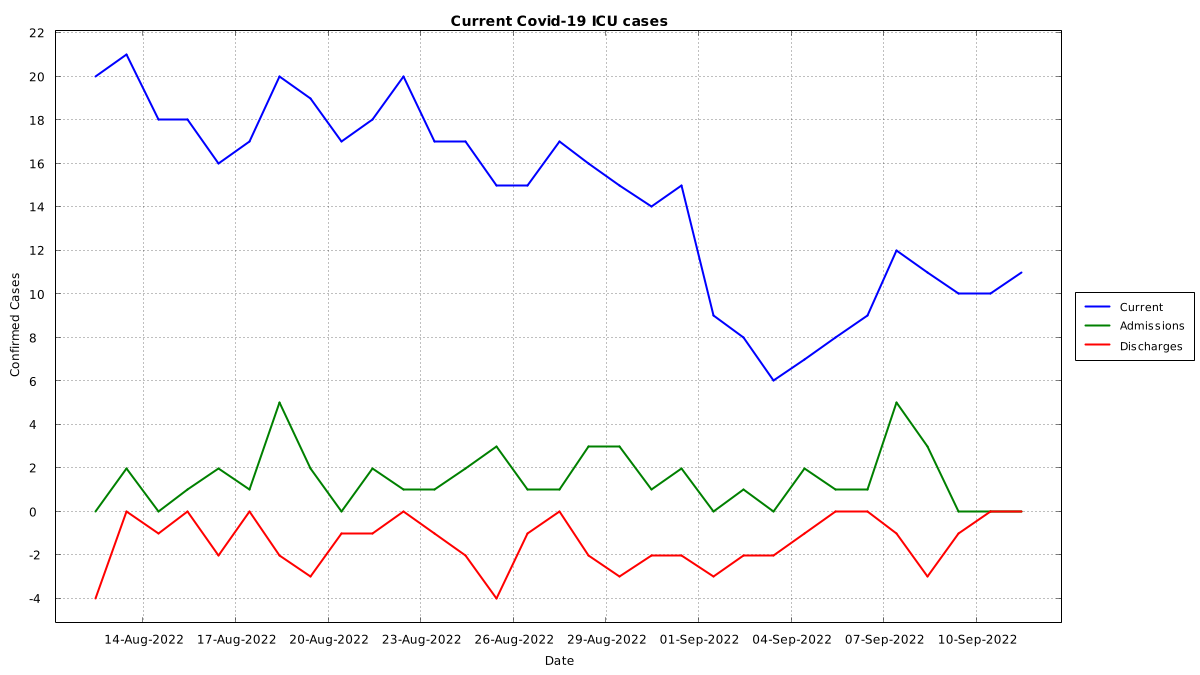 Current Covid-19 ICU cases
22
20
18
16
14
12
10
8
6
4
2
0
-2
-4
Confirmed Cases
14-Aug-2022 17-Aug-2022 20-Aug-2022 23-Aug-2022 26-Aug-2022 29-Aug-2022 01-Sep-2022 04-Sep-2022 07-Sep-2022 10-Sep-2022
Date
Current
Admissions
Discharges